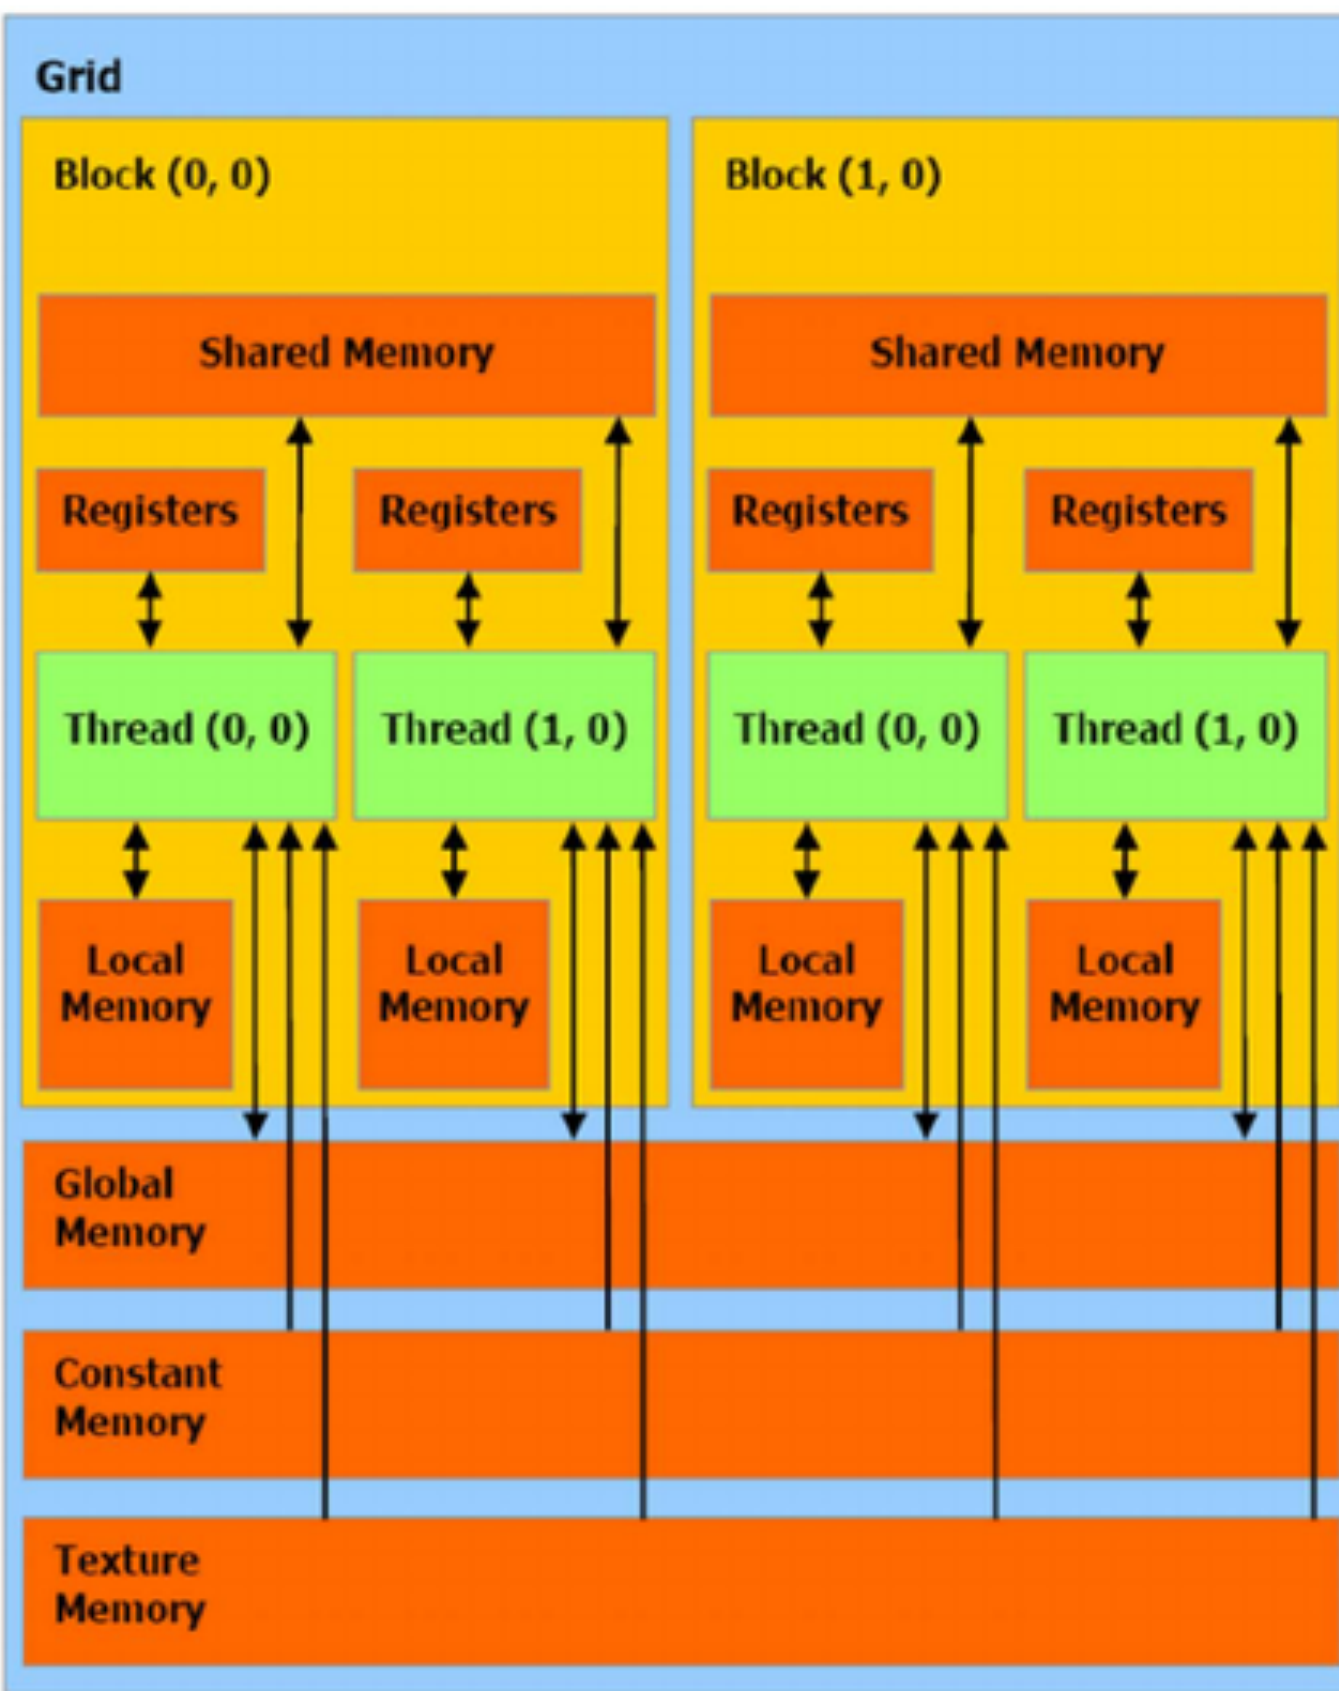 Grid
Block (0, 0)
Block (1, 0)
Shared Memory
Shared Memory
Registers
Registers
Registers
Registers
Thread (0, 0)
Thread (1, 0)
Thread (0, 0)
Thread (1, 0)
Local
Memory
Local
Memory
Local
Memory
Local
Memory
Global
Memory
Constant
Memory
Texture
Memory